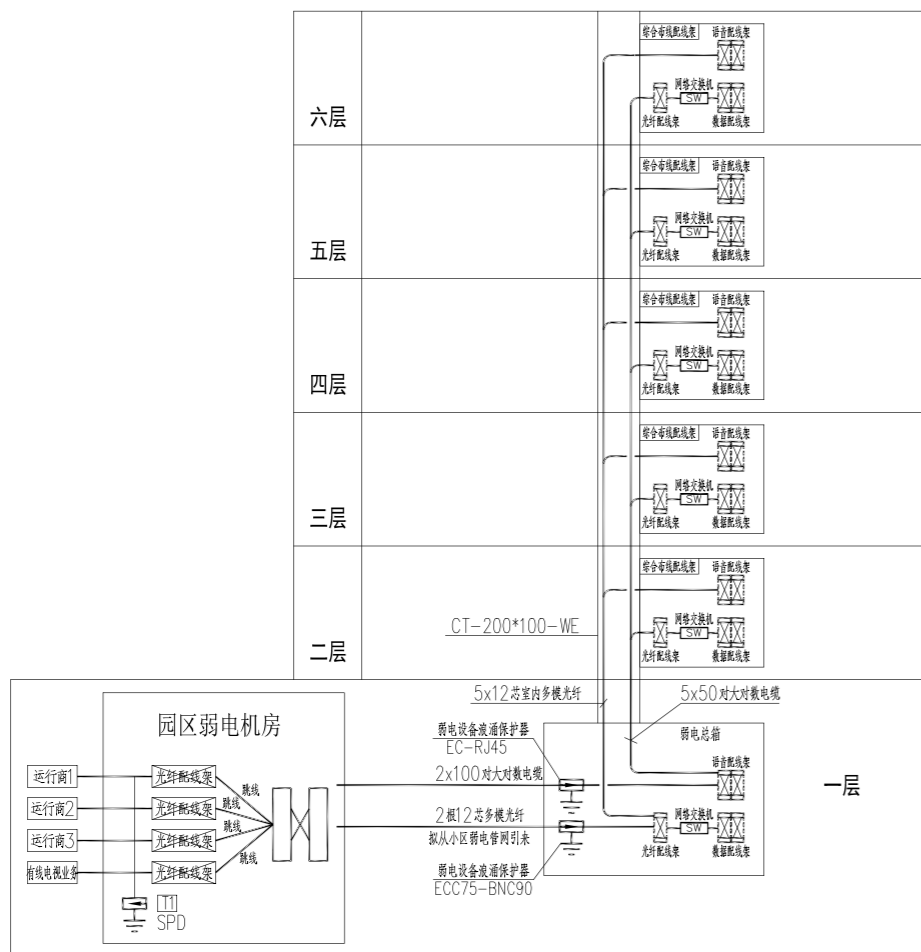 综合布线配线架
语音配线架
网络交换机
SW
光纤配线架
数据配线架
六层
综合布线配线架
语音配线架
网络交换机
SW
光纤配线架
数据配线架
五层
综合布线配线架
语音配线架
网络交换机
SW
光纤配线架
数据配线架
四层
综合布线配线架
语音配线架
网络交换机
SW
光纤配线架
数据配线架
三层
综合布线配线架
语音配线架
网络交换机
SW
光纤配线架
数据配线架
二层
CT-200*100-WE
5x12芯室内多模光纤
5x50对大对数电缆
园区弱电机房
运行商1
运行商2
运行商3
有线电视业务
光纤配线架
光纤配线架
光纤配线架
光纤配线架
跳线
跳线
跳线
跳线
T1
SPD
弱电设备浪涌保护器
EC-RJ45
2x100对大对数电缆
2根12芯多模光纤
拟从小区弱电管网引来
弱电设备浪涌保护器
ECC75-BNC90
弱电总箱
语音配线架
网络交换机
SW
光纤配线架
数据配线架
一层